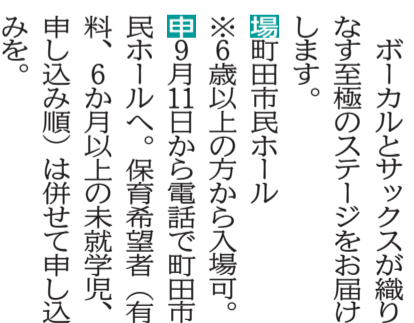 ボーカルとサックスが織り
なす至極のステージをお届け
します。
場町田市民ホール
※6歳以上の方から入場可。
申9月11日から電話で町田市
民ホールへ。保育希望者（有
料、6か月以上の未就学児、
申し込み順）は併せて申し込
みを。